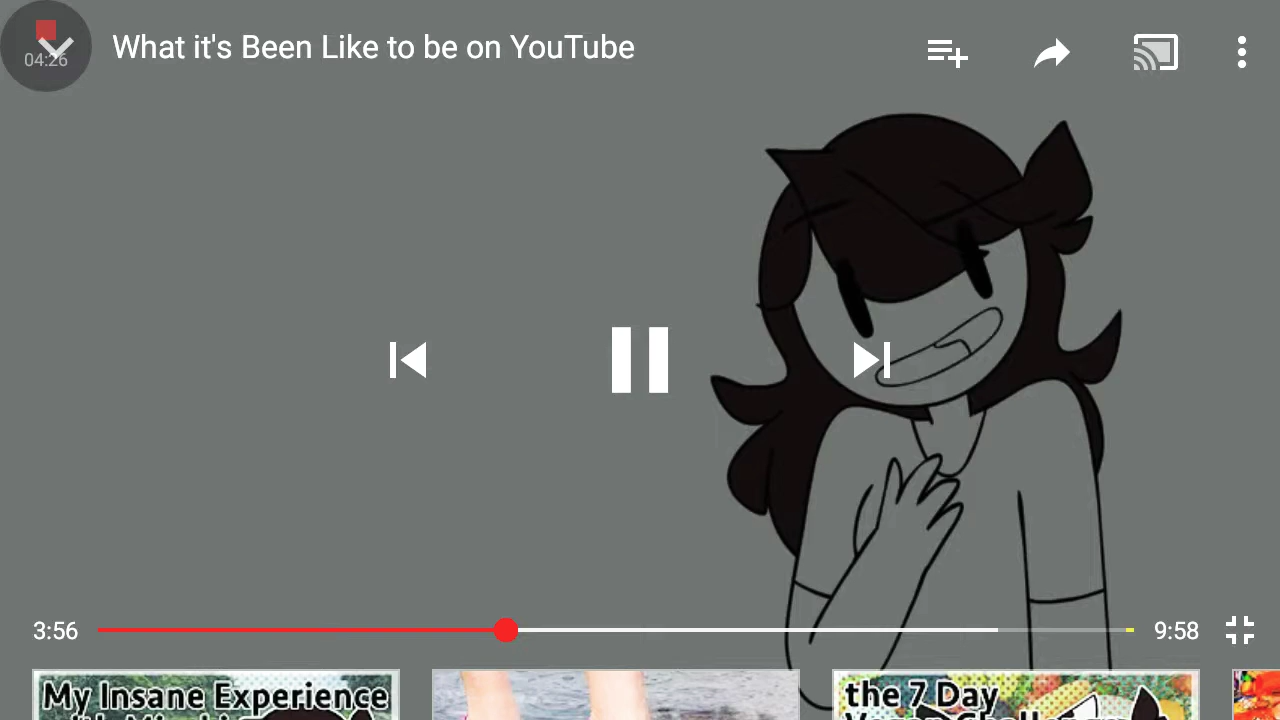 04:26
What it's Been Like to be on YouTube
3:56
9:58
My Insane Experience
the 7 Day